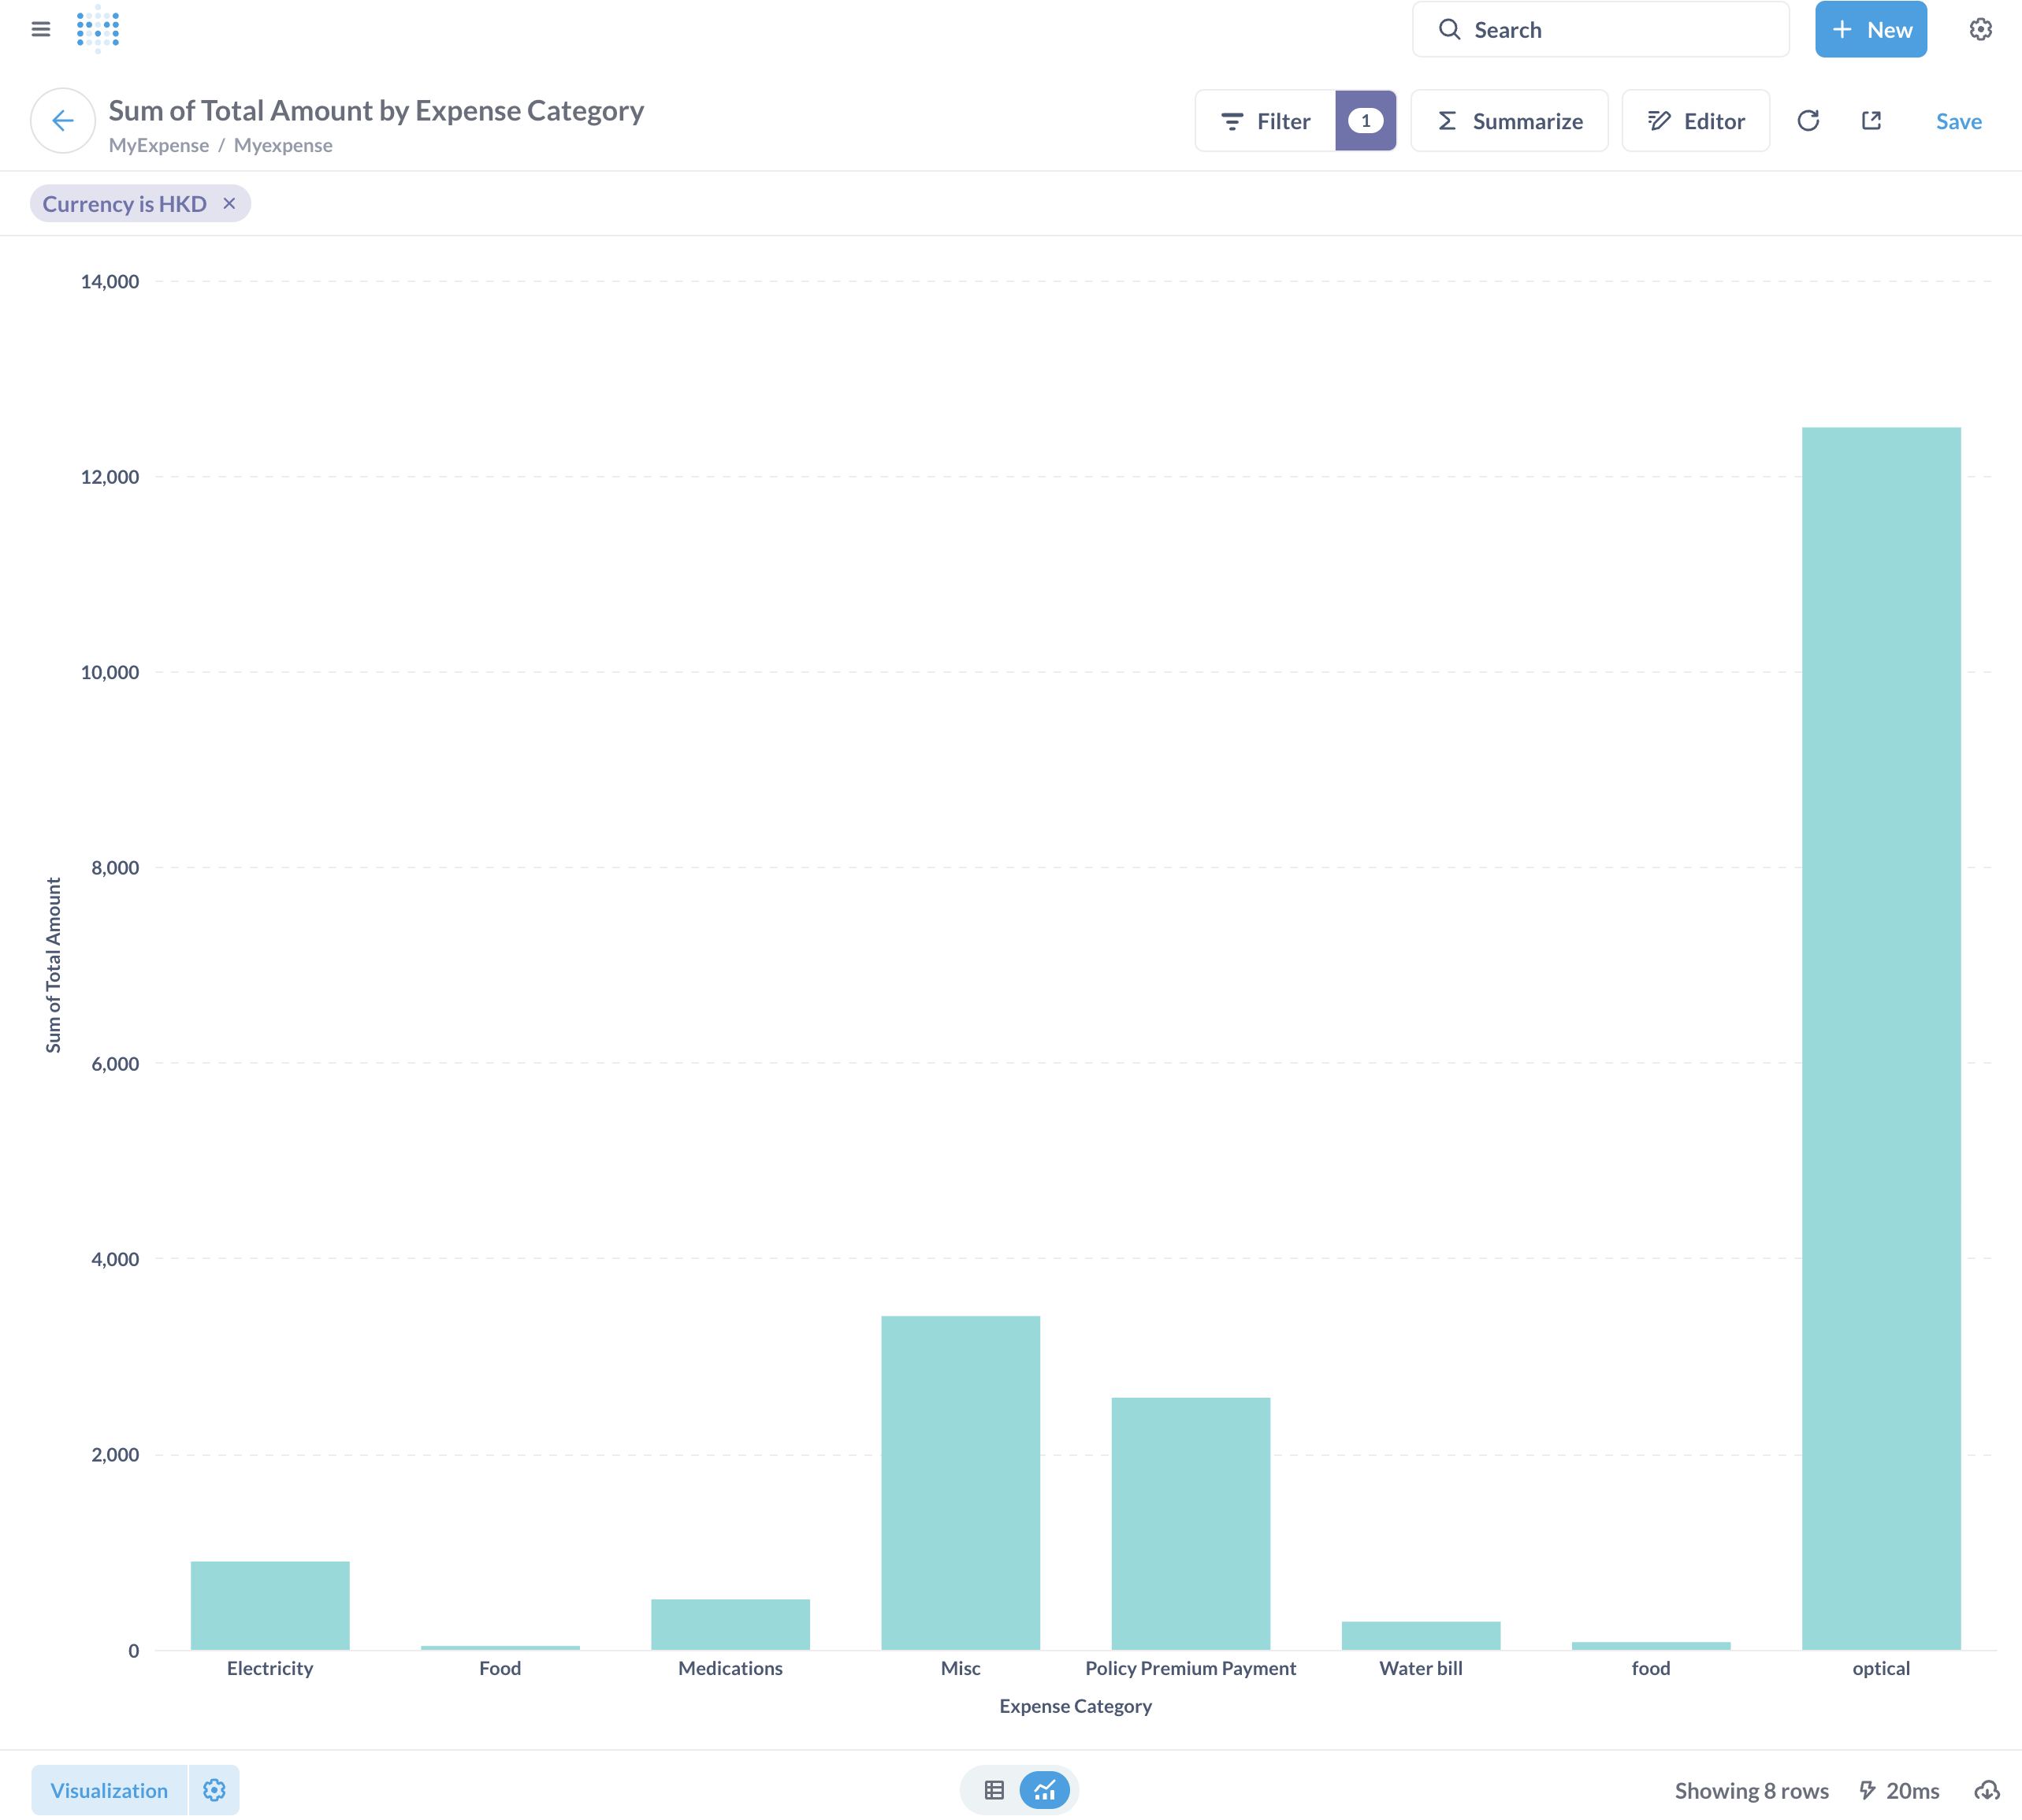 Search
New
Sum of Total Amount by Expense Category
MyExpense / Myexpense
Filter
1
Summarize
Editor
Save
Currency is HKD
14,000
12,000
10,000
8,000
6,000
4,000
2,000
0
Sum of Total Amount
Electricity
Food
Medications
Misc
Policy Premium Payment
Water bill
food
optical
Expense Category
Visualization
Showing 8 rows
20ms